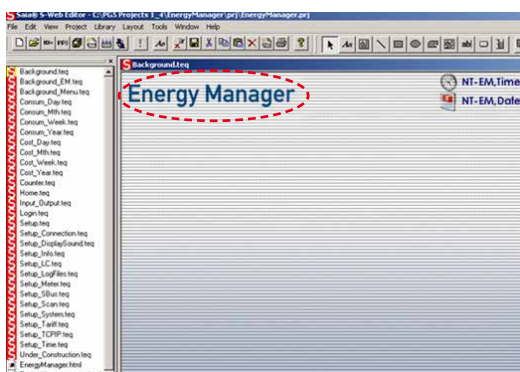 Saia® S-Web Editor - C:\PG5 Projects 1_4\EnergyManager\prj\EnergyManager.prj
File Edit View Project Library Layout Tools Window Help
Background.teq
Background_EM.teq
Background_Menu.teq
Consum_Day.teq
Consum_Mth.teq
Consum_Week.teq
Consum_Year.teq
Cost_Day.teq
Cost_Mth.teq
Cost_Week.teq
Cost_Year.teq
Counter.teq
Home.teq
Input_Output.teq
Login.teq
Setup.teq
Setup_Connection.teq
Setup_DisplaySound.teq
Setup_Info.teq
Setup_LC.teq
Setup_LogFiles.teq
Setup_Meter.teq
Setup_SBus.teq
Setup_Scan.teq
Setup_System.teq
Setup_Tariff.teq
Setup_TCPIP.teq
Setup_Time.teq
Under_Construction.teq
EnergyManager.html
Background.teq
Energy Manager
NT-EM,Time
NT-EM,Date